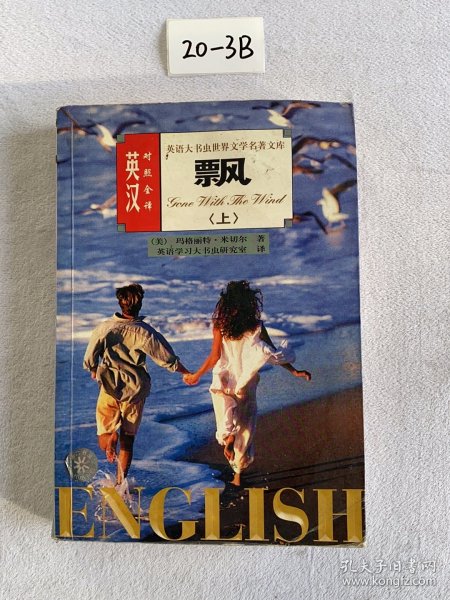 20-3B
英语大书虫世界文学名著文库
英汉
对照全译
飘
Gone With The Wind
〈上〉
〔美〕 玛格丽特·米切尔 著
英语学习大书虫研究室 译
ENGLISH
孔夫子旧书网
www.kongfz.com